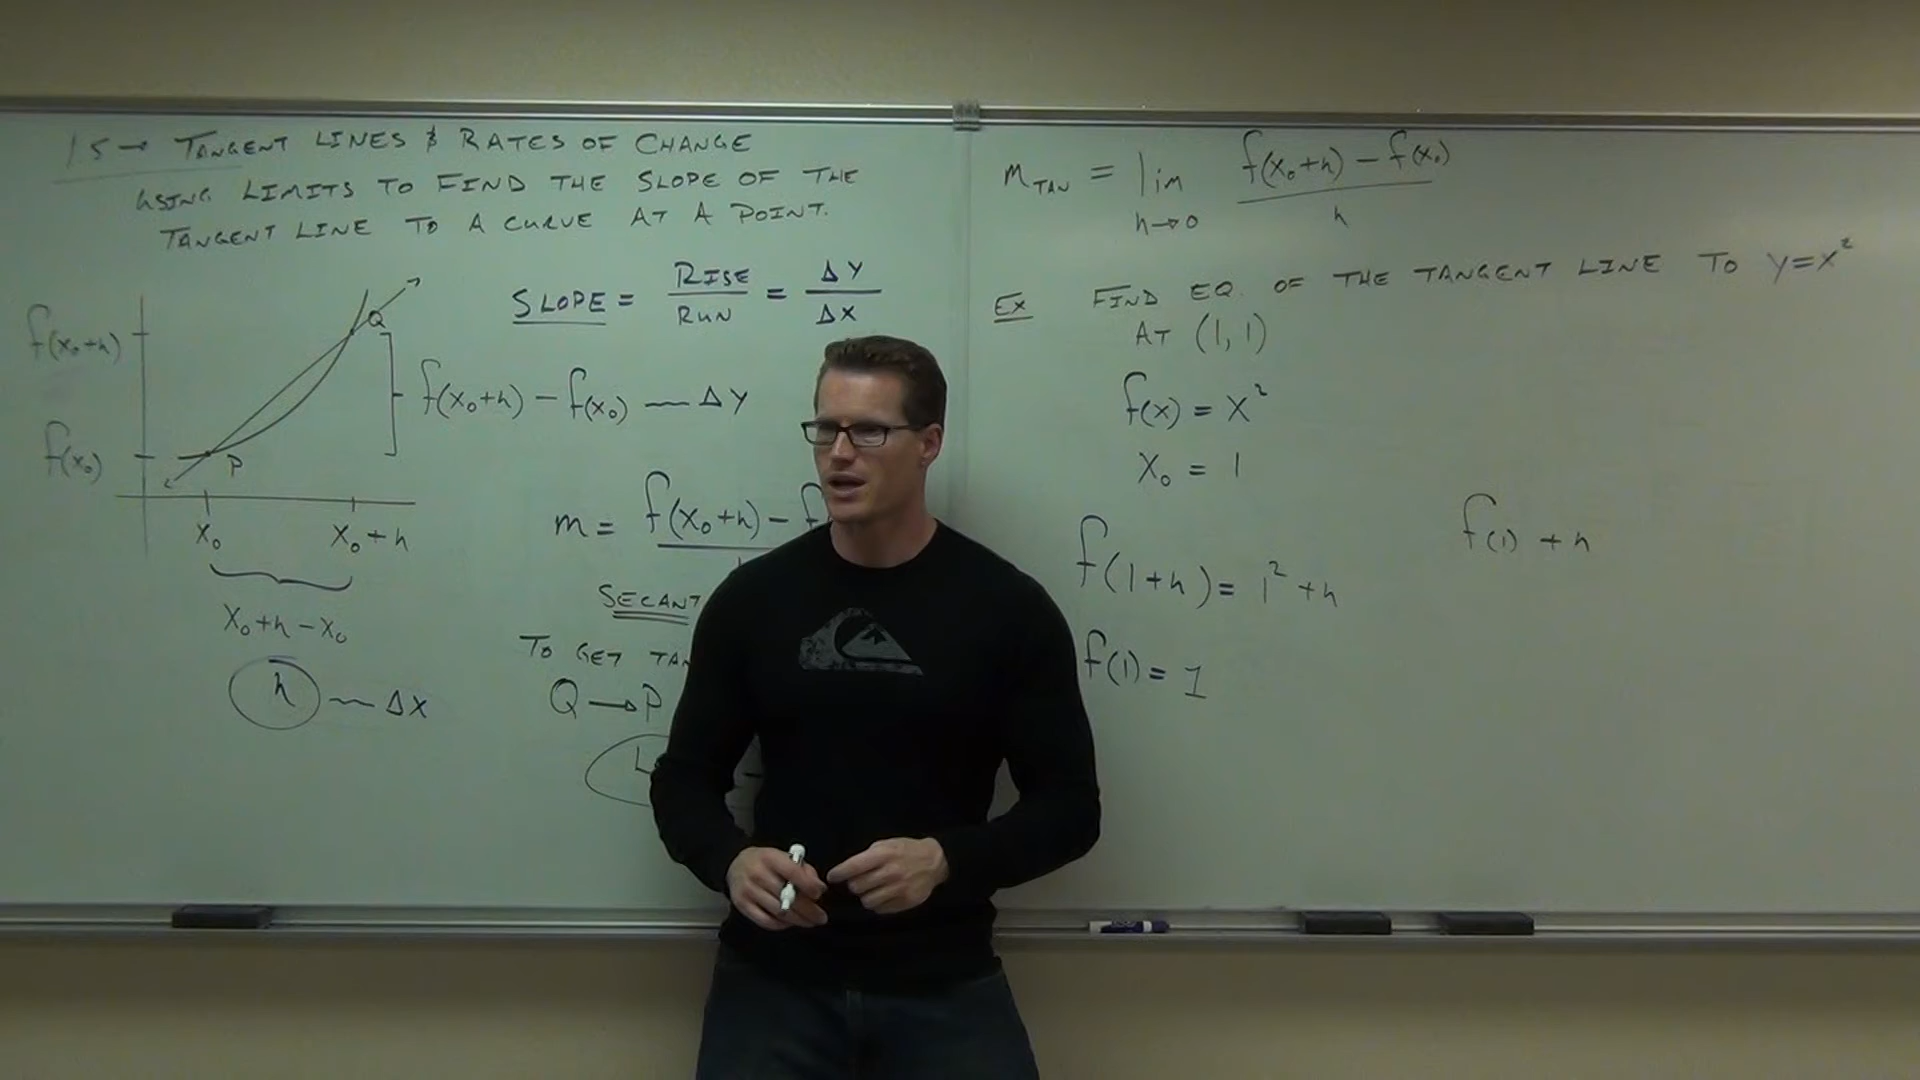 1.5 → TANGENT LINES & RATES OF CHANGE
USING LIMITS TO FIND THE SLOPE OF THE
TANGENT LINE TO A CURVE AT A POINT.
SLOPE = RISE/RUN = ΔY/ΔX
f(x₀+h)
Q
f(x₀+h) − f(x₀) — ΔY
f(x₀)
P
x₀
x₀+h
x₀+h−x₀
h ~ ΔX
m = f(x₀+h) −
SECANT
TO GET
Q → P
m TAN = lim h→0 f(x₀+h) − f(x₀) / h
EX FIND EQ. OF THE TANGENT LINE TO y=x²
AT (1,1)
f(x) = x²
x₀ = 1
f(1+h) = 1²+h
f(1) + h
f(1) = 1